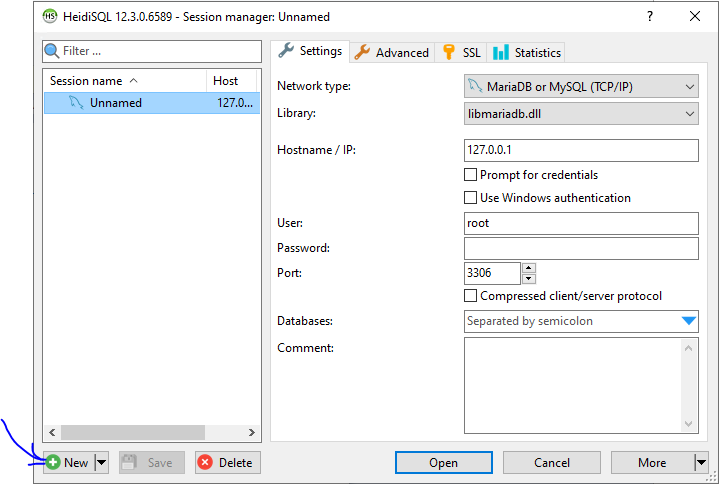 HS HeidiSQL 12.3.0.6589 - Session manager: Unnamed ?
Filter ...
Session name Host
Unnamed 127.0...
Settings Advanced SSL Statistics
Network type: MariaDB or MySQL (TCP/IP)
Library: libmariadb.dll
Hostname / IP: 127.0.0.1
Prompt for credentials
Use Windows authentication
User: root
Password:
Port: 3306
Compressed client/server protocol
Databases: Separated by semicolon
Comment:
New Save Delete Open Cancel More